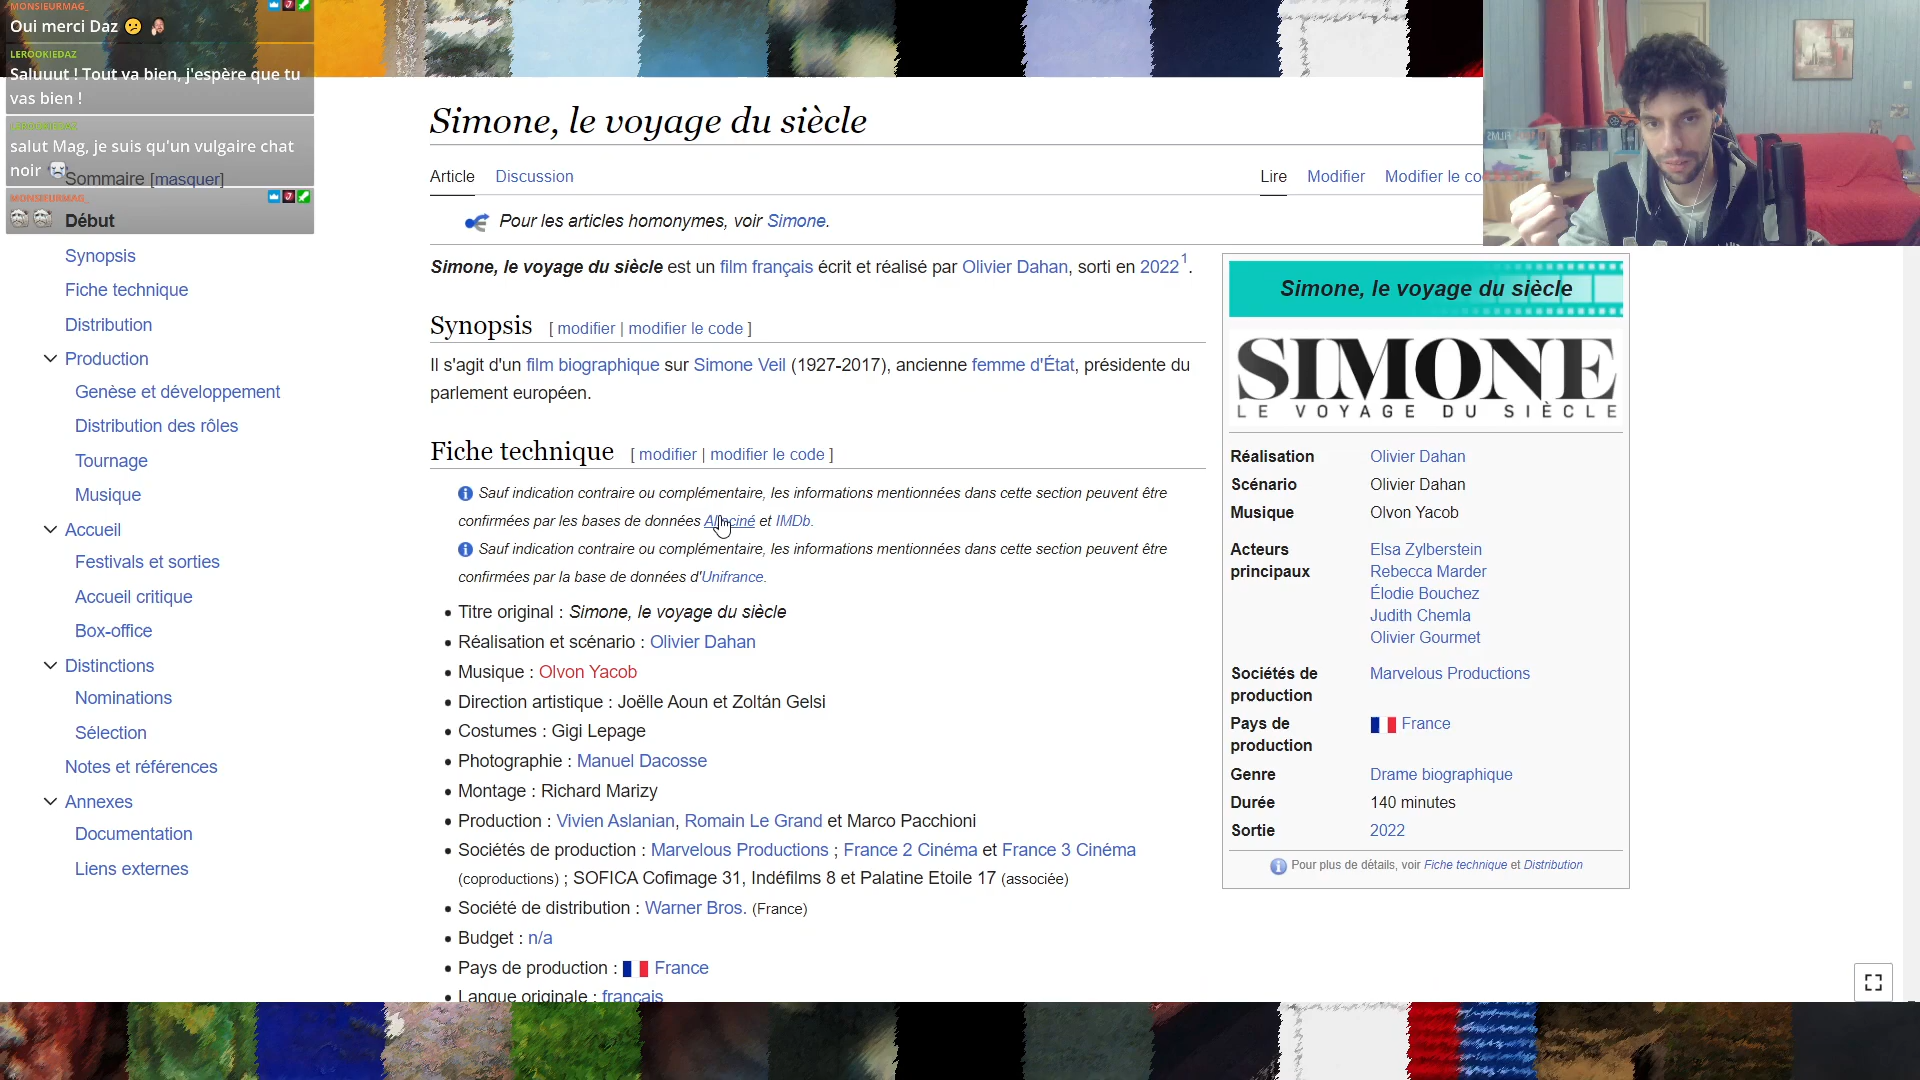 MONSIEURMAG_
Oui merci Daz
LEROOKIEDAZ
Saluuut ! Tout va bien, j'espère que tu
vas bien !
LEROOKIEDAZ
salut Mag, je suis qu'un vulgaire chat
noir
MONSIEURMAG_
Sommaire [masquer]
Début
Synopsis
Fiche technique
Distribution
Production
Genèse et développement
Distribution des rôles
Tournage
Musique
Accueil
Festivals et sorties
Accueil critique
Box-office
Distinctions
Nominations
Sélection
Notes et références
Annexes
Documentation
Liens externes
Simone, le voyage du siècle
Article Discussion Lire Modifier Modifier le co
Pour les articles homonymes, voir Simone.
Simone, le voyage du siècle est un film français écrit et réalisé par Olivier Dahan, sorti en 2022¹.
Synopsis [ modifier | modifier le code ]
Il s'agit d'un film biographique sur Simone Veil (1927-2017), ancienne femme d'État, présidente du
parlement européen.
Fiche technique [ modifier | modifier le code ]
Sauf indication contraire ou complémentaire, les informations mentionnées dans cette section peuvent être
confirmées par les bases de données Allociné et IMDb.
Sauf indication contraire ou complémentaire, les informations mentionnées dans cette section peuvent être
confirmées par la base de données d'Unifrance.
• Titre original : Simone, le voyage du siècle
• Réalisation et scénario : Olivier Dahan
• Musique : Olvon Yacob
• Direction artistique : Joëlle Aoun et Zoltán Gelsi
• Costumes : Gigi Lepage
• Photographie : Manuel Dacosse
• Montage : Richard Marizy
• Production : Vivien Aslanian, Romain Le Grand et Marco Pacchioni
• Sociétés de production : Marvelous Productions ; France 2 Cinéma et France 3 Cinéma
(coproductions) ; SOFICA Cofimage 31, Indéfilms 8 et Palatine Etoile 17 (associée)
• Société de distribution : Warner Bros. (France)
• Budget : n/a
• Pays de production : France
• Langue originale : français
Simone, le voyage du siècle
SIMONE
LE VOYAGE DU SIÈCLE
Réalisation Olivier Dahan
Scénario Olivier Dahan
Musique Olvon Yacob
Acteurs principaux Elsa Zylberstein
Rebecca Marder
Élodie Bouchez
Judith Chemla
Olivier Gourmet
Sociétés de production Marvelous Productions
Pays de production France
Genre Drame biographique
Durée 140 minutes
Sortie 2022
Pour plus de détails, voir Fiche technique et Distribution
FILMS